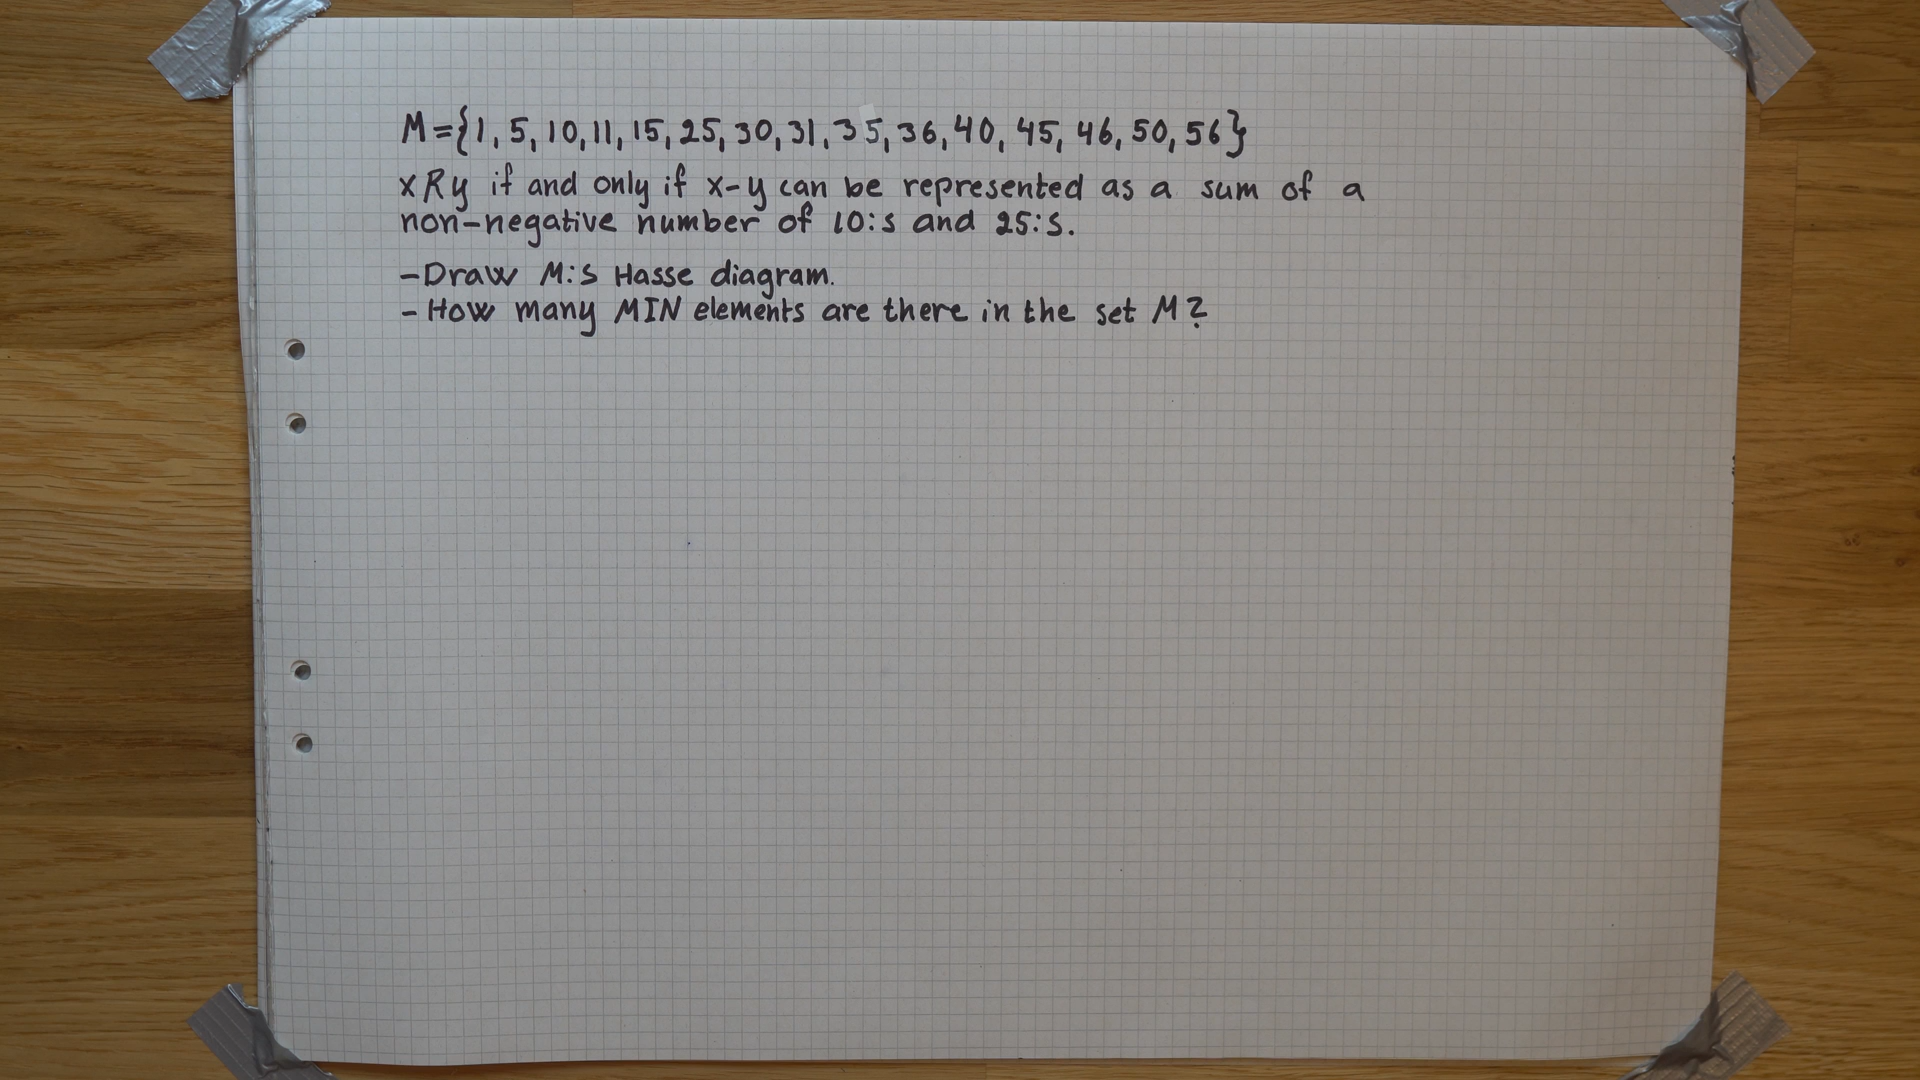 M={1, 5, 10, 11, 15, 25, 30, 31, 35, 36, 40, 45, 46, 50, 56}
xRy if and only if x-y can be represented as a sum of a
non-negative number of 10:s and 25:s.
-Draw M:s Hasse diagram.
- How many MIN elements are there in the set M?